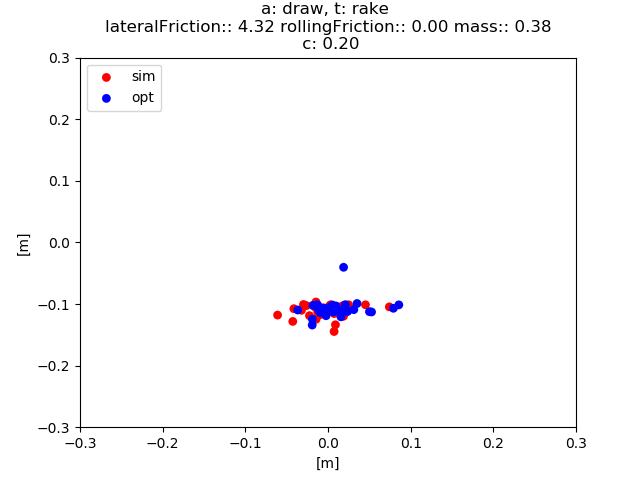 a: draw, t: rake
lateralFriction:: 4.32 rollingFriction:: 0.00 mass:: 0.38
c: 0.20
sim
opt
0.3
0.2
0.1
0.0
−0.1
−0.2
−0.3
[m]
−0.3 −0.2 −0.1 0.0 0.1 0.2 0.3
[m]